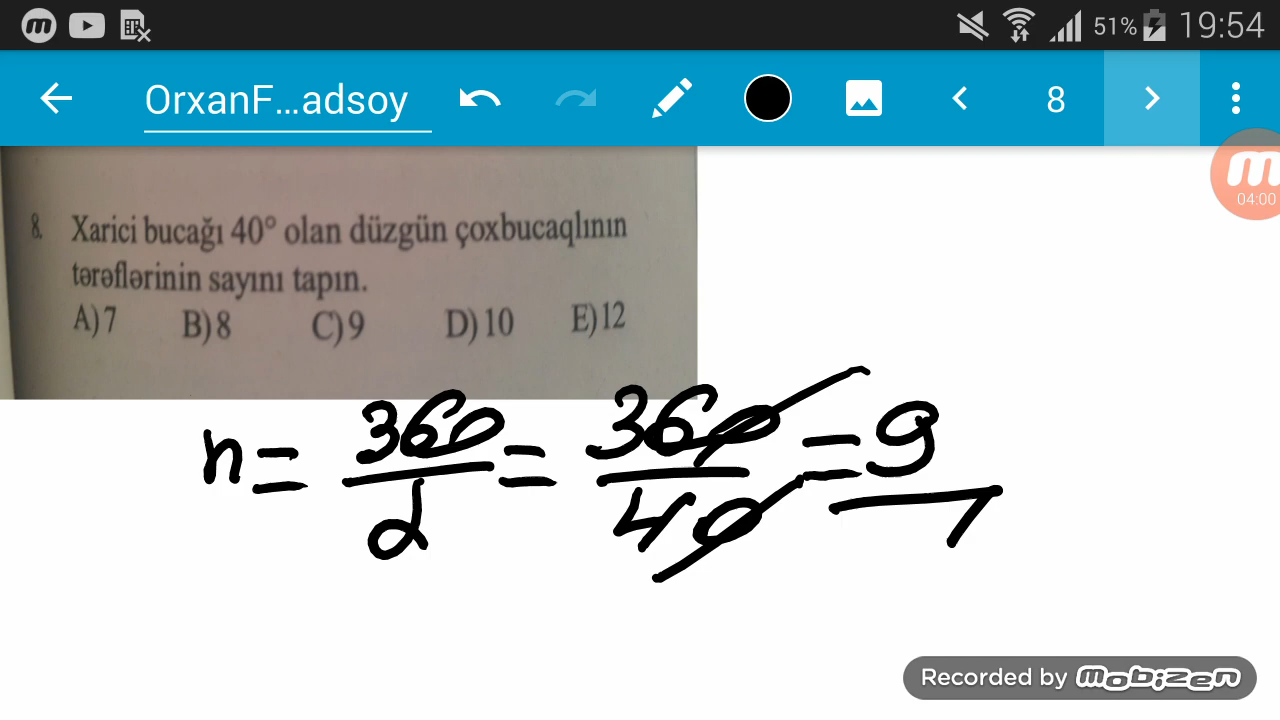 51% 19:54
OrxanF...adsoy 8
04:00
8. Xarici bucağı 40° olan düzgün çoxbucaqlının
tərəflərinin sayını tapın.
A)7 B)8 C)9 D)10 E)12
n = 360/α = 360/40 = 9
Recorded by mobizen